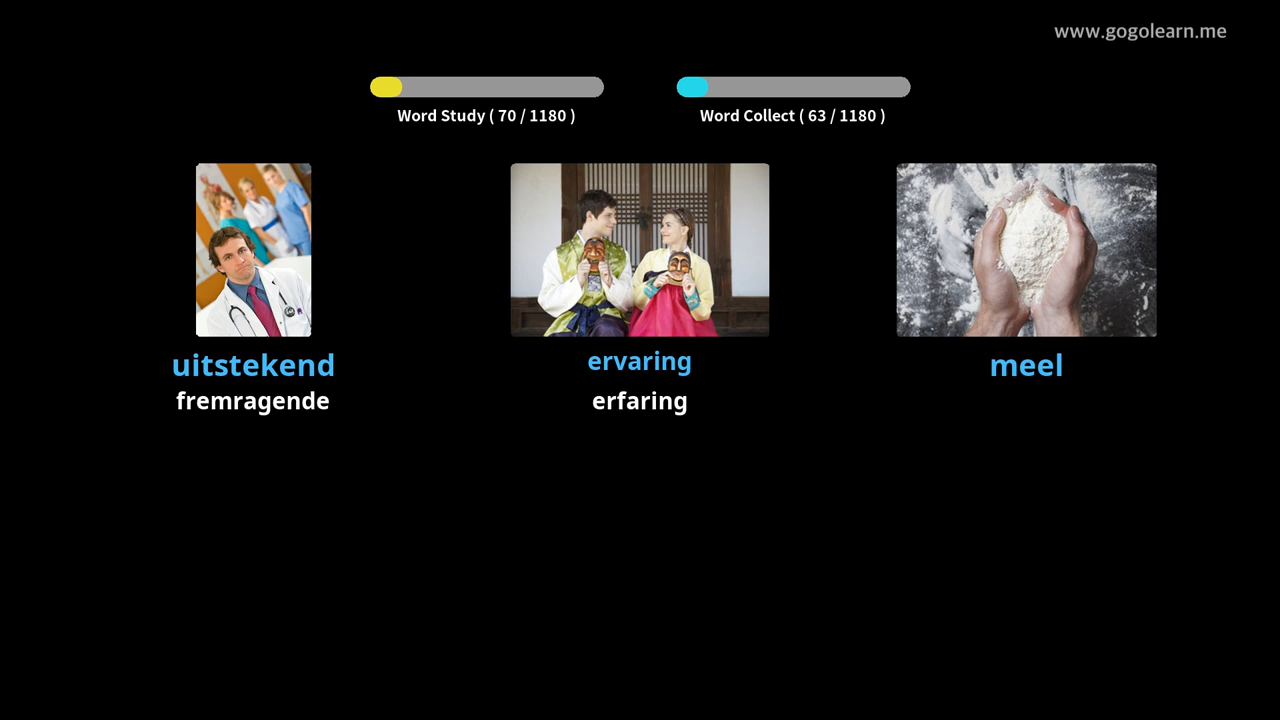 www.gogolearn.me
Word Study ( 70 / 1180 )
Word Collect ( 63 / 1180 )
uitstekend
fremragende
ervaring
erfaring
meel